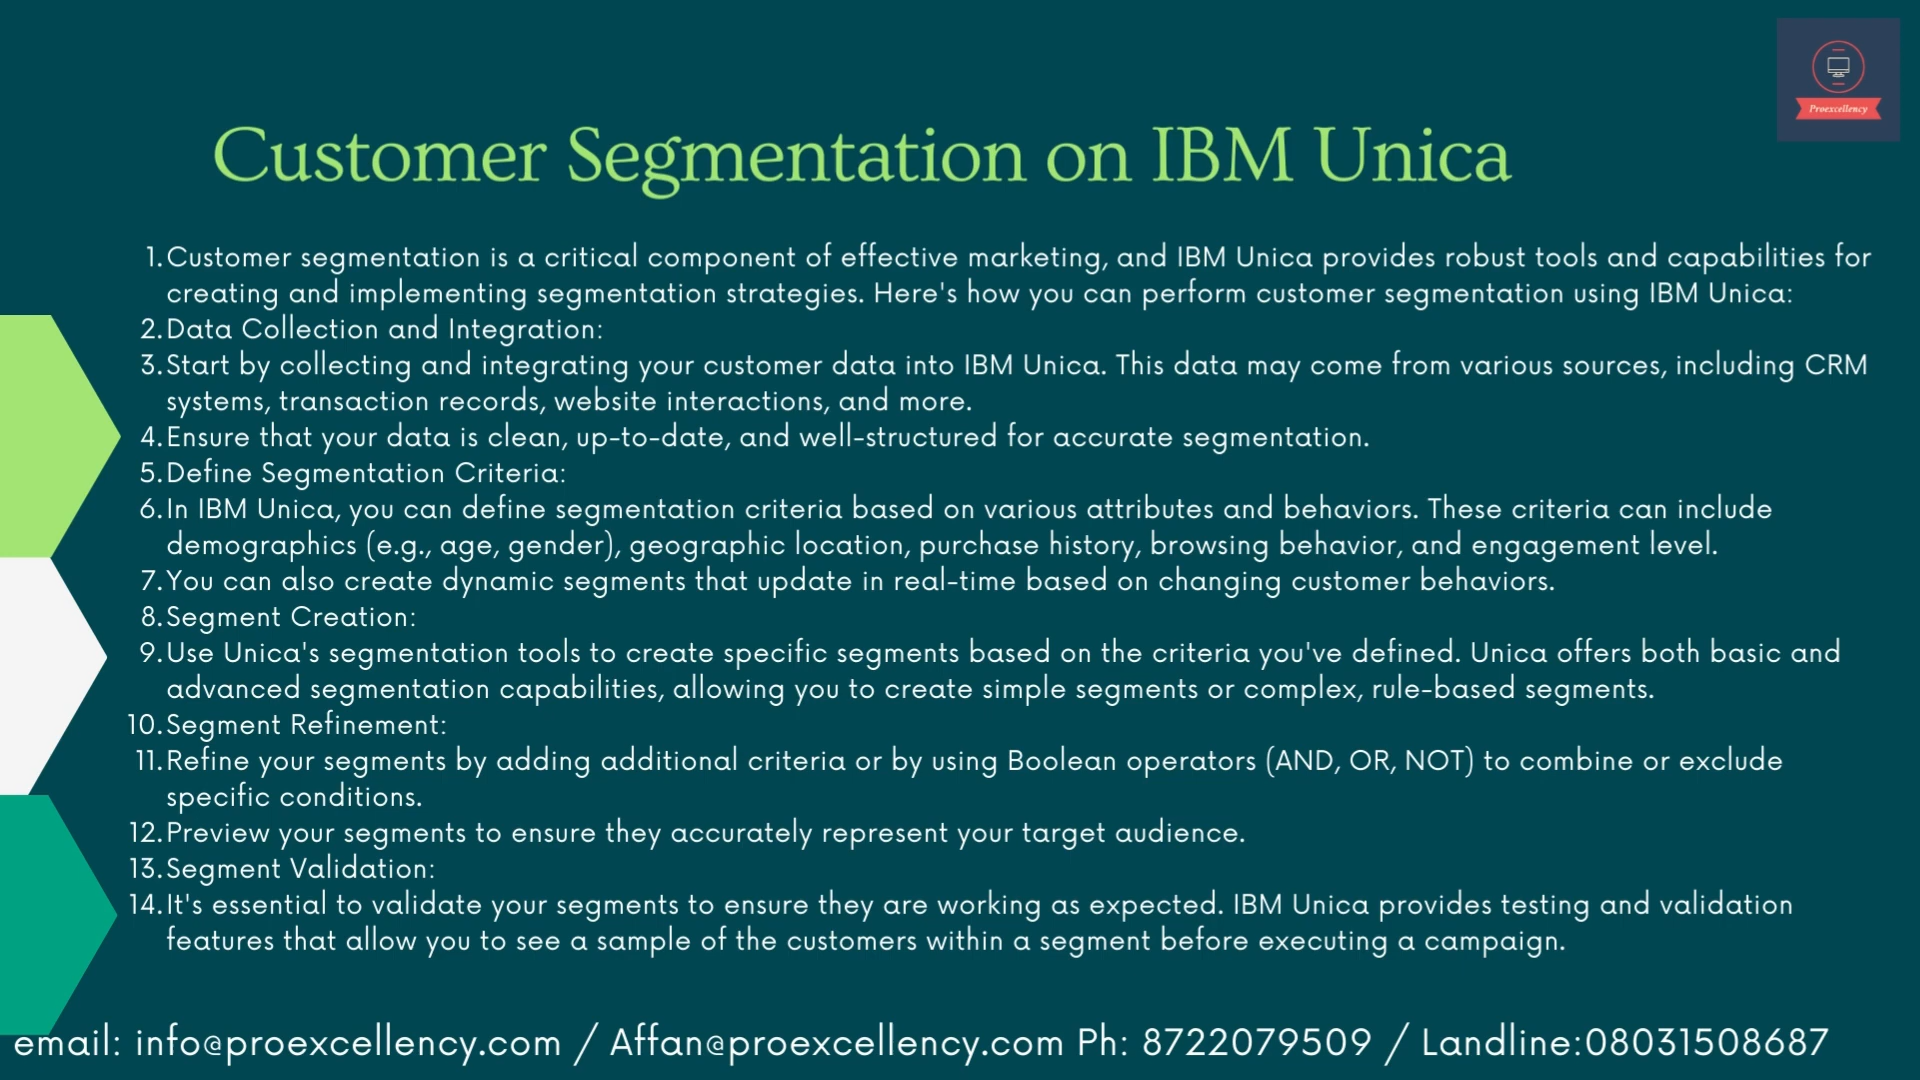 Proexcellency
Customer Segmentation on IBM Unica
1. Customer segmentation is a critical component of effective marketing, and IBM Unica provides robust tools and capabilities for
creating and implementing segmentation strategies. Here's how you can perform customer segmentation using IBM Unica:
2. Data Collection and Integration:
3. Start by collecting and integrating your customer data into IBM Unica. This data may come from various sources, including CRM
systems, transaction records, website interactions, and more.
4. Ensure that your data is clean, up-to-date, and well-structured for accurate segmentation.
5. Define Segmentation Criteria:
6. In IBM Unica, you can define segmentation criteria based on various attributes and behaviors. These criteria can include
demographics (e.g., age, gender), geographic location, purchase history, browsing behavior, and engagement level.
7. You can also create dynamic segments that update in real-time based on changing customer behaviors.
8. Segment Creation:
9. Use Unica's segmentation tools to create specific segments based on the criteria you've defined. Unica offers both basic and
advanced segmentation capabilities, allowing you to create simple segments or complex, rule-based segments.
10. Segment Refinement:
11. Refine your segments by adding additional criteria or by using Boolean operators (AND, OR, NOT) to combine or exclude
specific conditions.
12. Preview your segments to ensure they accurately represent your target audience.
13. Segment Validation:
14. It's essential to validate your segments to ensure they are working as expected. IBM Unica provides testing and validation
features that allow you to see a sample of the customers within a segment before executing a campaign.
email: info@proexcellency.com / Affan@proexcellency.com Ph: 8722079509 / Landline:08031508687